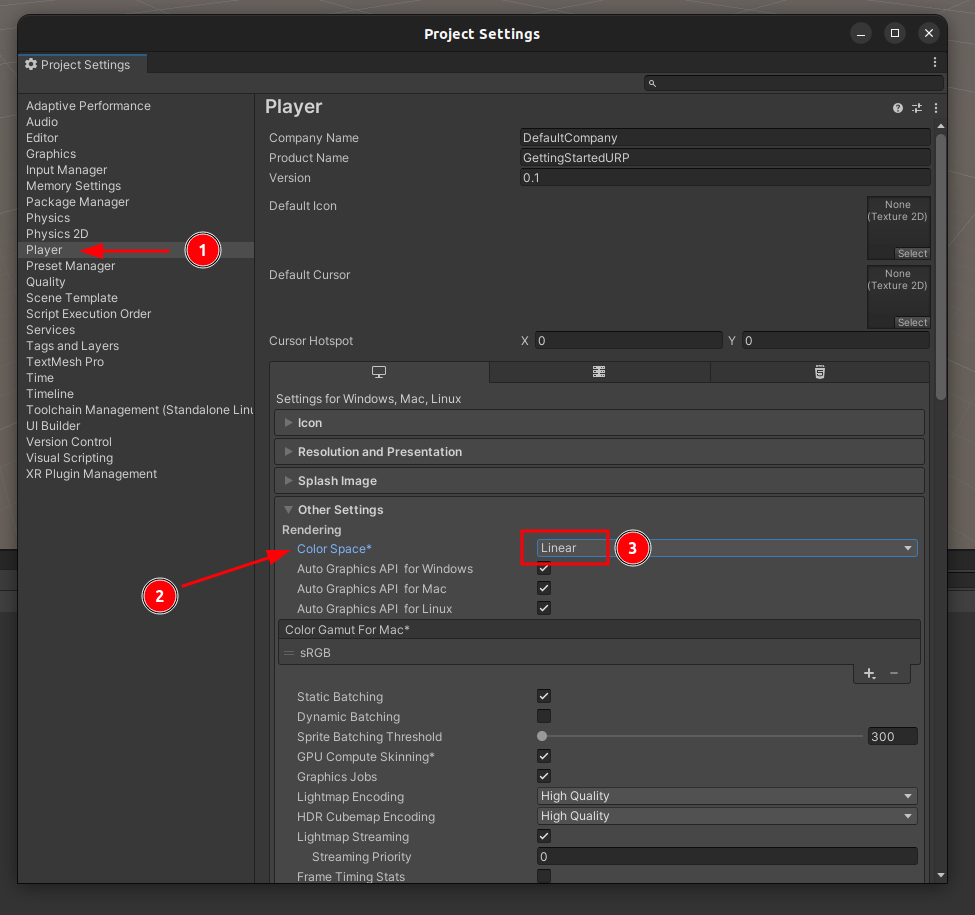 Project Settings
Project Settings
Adaptive Performance
Audio
Editor
Graphics
Input Manager
Memory Settings
Package Manager
Physics
Physics 2D
Player
1
Preset Manager
Quality
Scene Template
Script Execution Order
Services
Tags and Layers
TextMesh Pro
Time
Timeline
Toolchain Management (Standalone Linu
UI Builder
Version Control
Visual Scripting
XR Plugin Management
Player
Company Name DefaultCompany
Product Name GettingStartedURP
Version 0.1
Default Icon
None
(Texture 2D)
Select
Default Cursor
None
(Texture 2D)
Select
Cursor Hotspot X 0 Y 0
Settings for Windows, Mac, Linux
Icon
Resolution and Presentation
Splash Image
Other Settings
Rendering
2
Color Space* Linear 3
Auto Graphics API for Windows
Auto Graphics API for Mac
Auto Graphics API for Linux
Color Gamut For Mac*
sRGB
Static Batching
Dynamic Batching
Sprite Batching Threshold 300
GPU Compute Skinning*
Graphics Jobs
Lightmap Encoding High Quality
HDR Cubemap Encoding High Quality
Lightmap Streaming
Streaming Priority 0
Frame Timing Stats